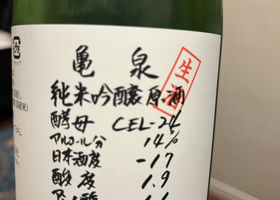 亀泉
生酒
純米吟醸原酒
酵母 CEL-24
アルコール分 14%
日本酒度 -17
酸度 1.9